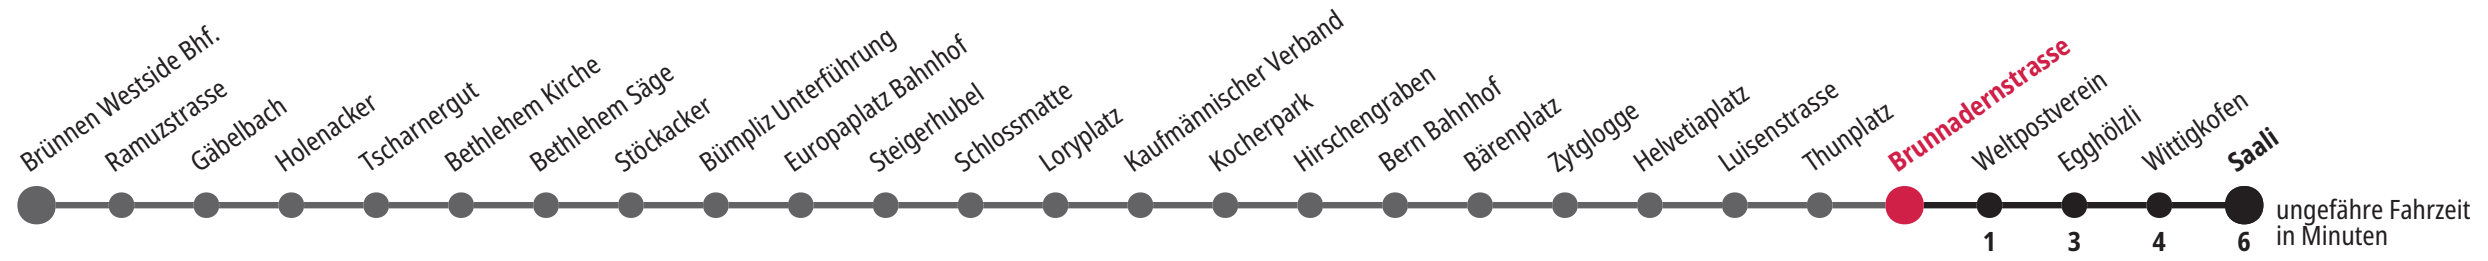 Brünnen Westside Bhf.
Ramuzstrasse
Gäbelbach
Holenacker
Tscharnergut
Bethlehem Kirche
Bethlehem Säge
Stöckacker
Bümpliz Unterführung
Europaplatz Bahnhof
Steigerhubel
Schlossmatte
Loryplatz
Kaufmännischer Verband
Kocherpark
Hirschengraben
Bern Bahnhof
Bärenplatz
Zytglogge
Helvetiaplatz
Luisenstrasse
Thunplatz
Brunnadernstrasse
Weltpostverein
Egghölzli
Wittigkofen
Saali
1 3 4 6
ungefähre Fahrzeit
in Minuten